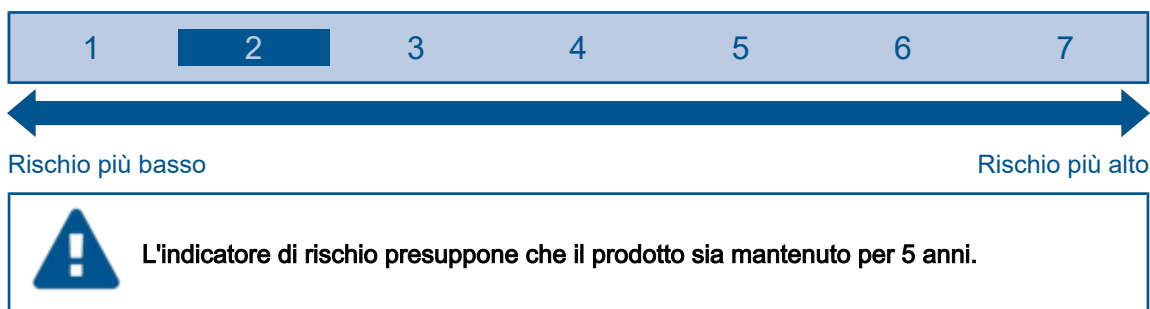 1 2 3 4 5 6 7
Rischio più basso Rischio più alto
L'indicatore di rischio presuppone che il prodotto sia mantenuto per 5 anni.